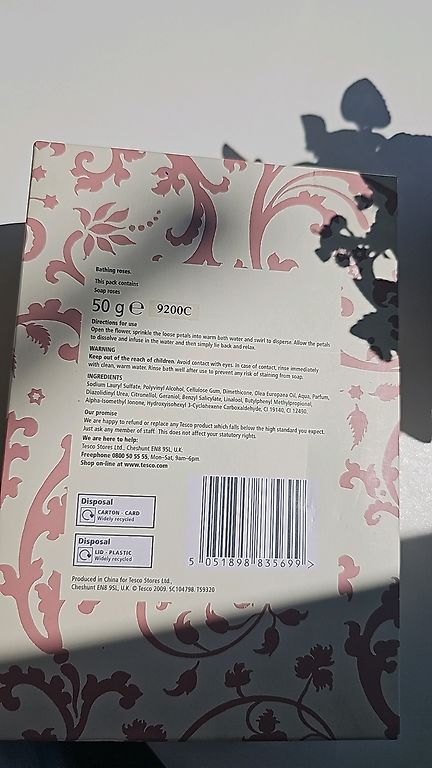 Bathing roses.
This pack contains
Soap roses
50 g e 9200C
Directions for use
Open the flower, sprinkle the loose petals into warm bath water and swirl to disperse. Allow the petals
to dissolve and infuse in the water and then simply lie back and relax.
WARNING
Keep out of the reach of children. Avoid contact with eyes. In case of contact, rinse immediately
with clean, warm water. Rinse bath well after use to prevent any risk of staining from soap.
INGREDIENTS
Sodium Lauryl Sulfate, Polyvinyl Alcohol, Cellulose Gum, Dimethicone, Olea Europaea Oil, Aqua, Parfum,
Diazolidinyl Urea, Citronellol, Geraniol, Benzyl Salicylate, Linalool, Butylphenyl Methylpropional,
Alpha-Isomethyl Ionone, Hydroxyisohexyl 3-Cyclohexene Carboxaldehyde, CI 19140, CI 12490.
Our promise
We are happy to refund or replace any Tesco product which falls below the high standard you expect.
Just ask any member of staff. This does not affect your statutory rights.
We are here to help:
Tesco Stores Ltd., Cheshunt EN8 9SL, U.K.
Freephone 0800 50 55 55, Mon–Sat, 9am–6pm.
Shop on-line at www.tesco.com
Disposal
CARTON - CARD
Widely recycled
Disposal
LID - PLASTIC
Widely recycled
5 051898 835699 >
Produced in China for Tesco Stores Ltd.,
Cheshunt EN8 9SL, U.K. © Tesco 2009. SC104798. TS9320